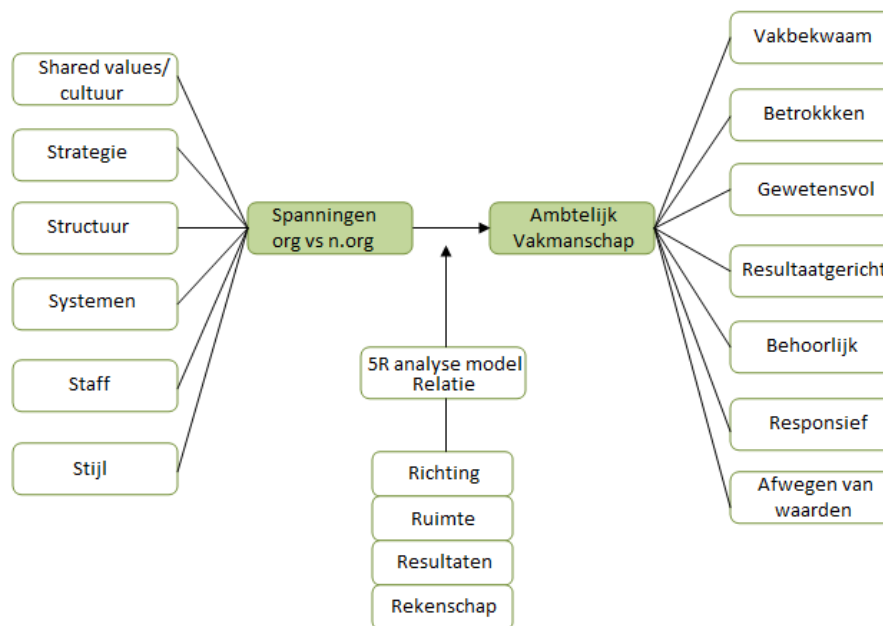 Shared values/
cultuur
Strategie
Structuur
Systemen
Staff
Stijl
Spanningen
org vs n.org
5R analyse model
Relatie
Richting
Ruimte
Resultaten
Rekenschap
Ambtelijk
Vakmanschap
Vakbekwaam
Betrokkken
Gewetensvol
Resultaatgericht
Behoorlijk
Responsief
Afwegen van
waarden